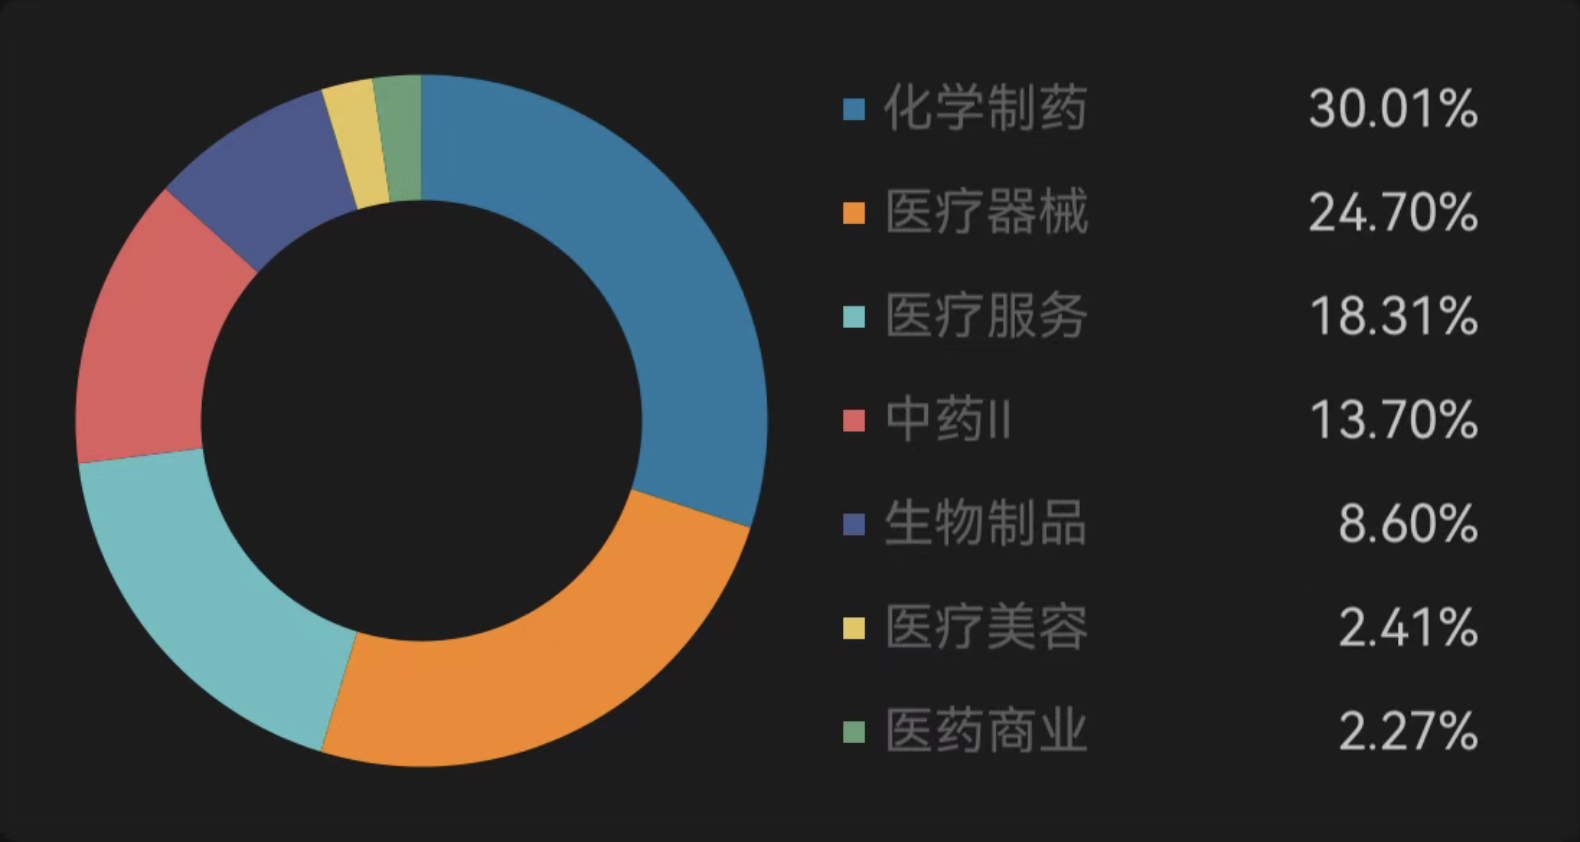 化学制药 30.01%
医疗器械 24.70%
医疗服务 18.31%
中药II 13.70%
生物制品 8.60%
医疗美容 2.41%
医药商业 2.27%